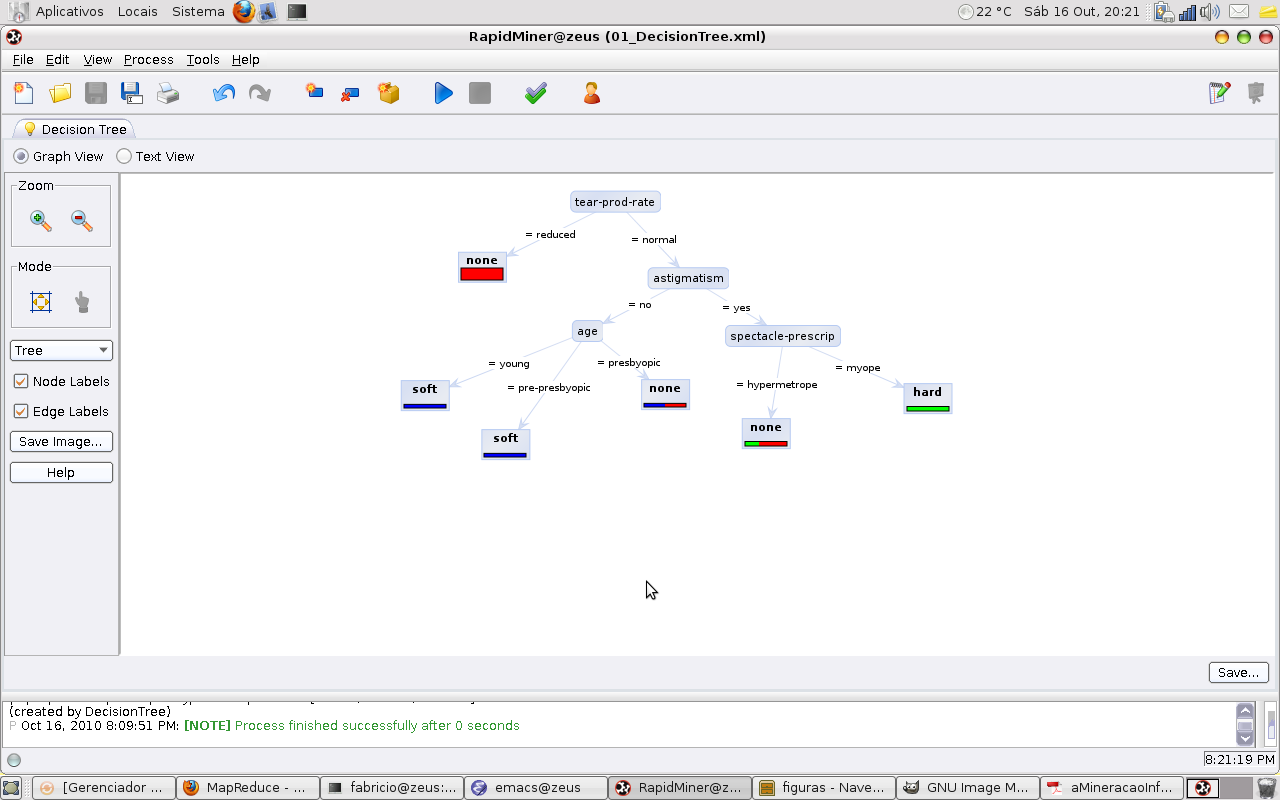 Aplicativos Locais Sistema 22 °C Sáb 16 Out, 20:21
RapidMiner@zeus (01_DecisionTree.xml)
File Edit View Process Tools Help
Decision Tree
Graph View Text View
Zoom
Mode
Tree
Node Labels
Edge Labels
Save Image...
Help
tear-prod-rate
= reduced
= normal
none
astigmatism
= no
= yes
age
spectacle-prescrip
= young
= pre-presbyopic
= presbyopic
= hypermetrope
= myope
soft
none
hard
soft
none
Save...
(created by DecisionTree)
P Oct 16, 2010 8:09:51 PM: [NOTE] Process finished successfully after 0 seconds
8:21:19 PM
[Gerenciador ... MapReduce - ... fabricio@zeus:... emacs@zeus RapidMiner@z... figuras - Nave... GNU Image M... aMineracaoInf...